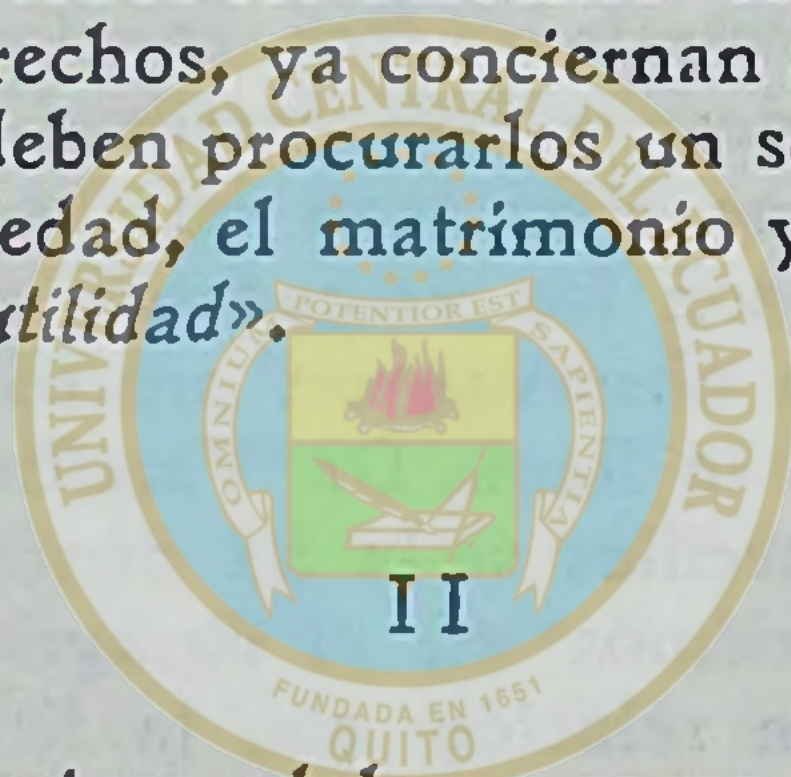 rechos, ya conciernan
deben procurarlos un s
edad, el matrimonio y
utilidad».
II
UNIVERSIDAD CENTRAL DEL ECUADOR
OMNIUM POTENTIOR EST SAPIENTIA
FUNDADA EN 1651
QUITO